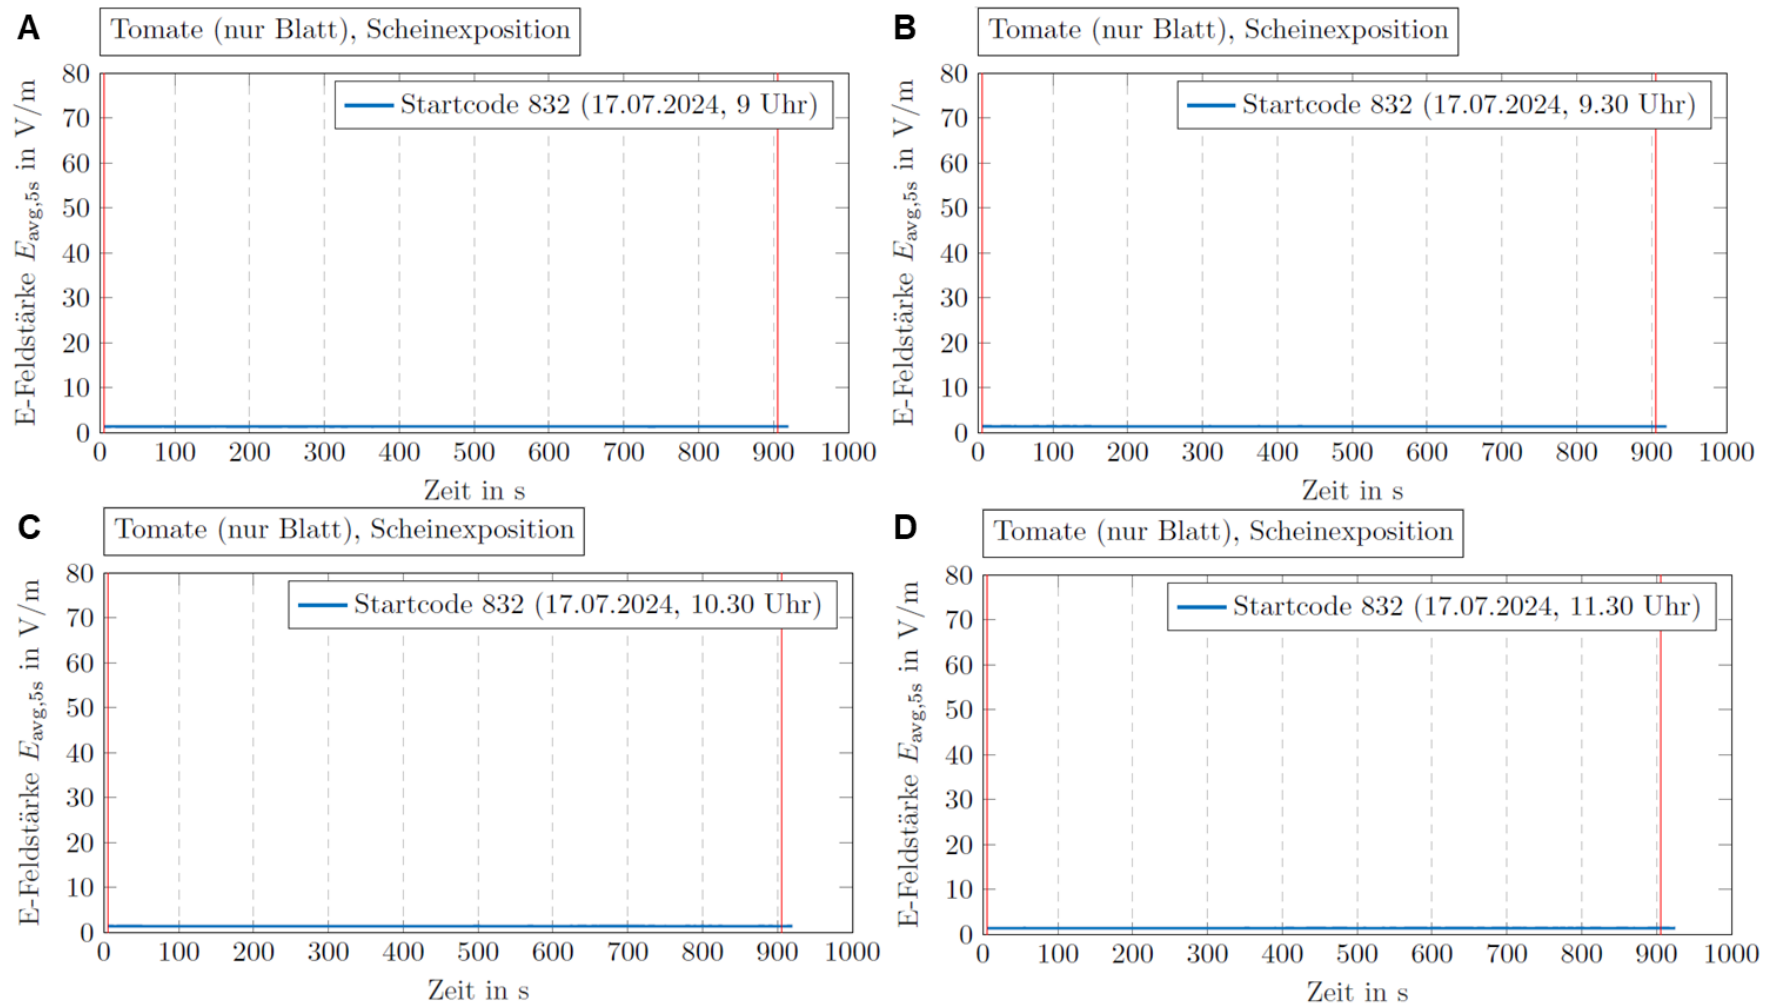 A
Tomate (nur Blatt), Scheinexposition
E-Feldstärke Eavg,5s in V/m
80
70
60
50
40
30
20
10
0
Startcode 832 (17.07.2024, 9 Uhr)
0 100 200 300 400 500 600 700 800 900 1000
Zeit in s
B
Tomate (nur Blatt), Scheinexposition
E-Feldstärke Eavg,5s in V/m
80
70
60
50
40
30
20
10
0
Startcode 832 (17.07.2024, 9.30 Uhr)
0 100 200 300 400 500 600 700 800 900 1000
Zeit in s
C
Tomate (nur Blatt), Scheinexposition
E-Feldstärke Eavg,5s in V/m
80
70
60
50
40
30
20
10
0
Startcode 832 (17.07.2024, 10.30 Uhr)
0 100 200 300 400 500 600 700 800 900 1000
Zeit in s
D
Tomate (nur Blatt), Scheinexposition
E-Feldstärke Eavg,5s in V/m
80
70
60
50
40
30
20
10
0
Startcode 832 (17.07.2024, 11.30 Uhr)
0 100 200 300 400 500 600 700 800 900 1000
Zeit in s